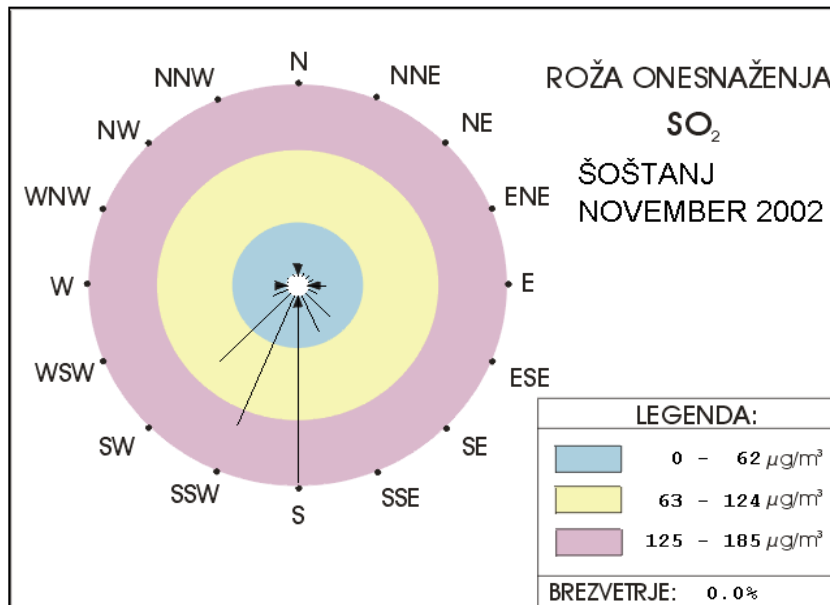 ROŽA ONESNAŽENJA
SO₂
ŠOŠTANJ
NOVEMBER 2002
N
NNE
NE
ENE
E
ESE
SE
SSE
S
SSW
SW
WSW
W
WNW
NW
NNW
LEGENDA:
0 - 62 µg/m³
63 - 124 µg/m³
125 - 185 µg/m³
BREZVETRJE: 0.0%